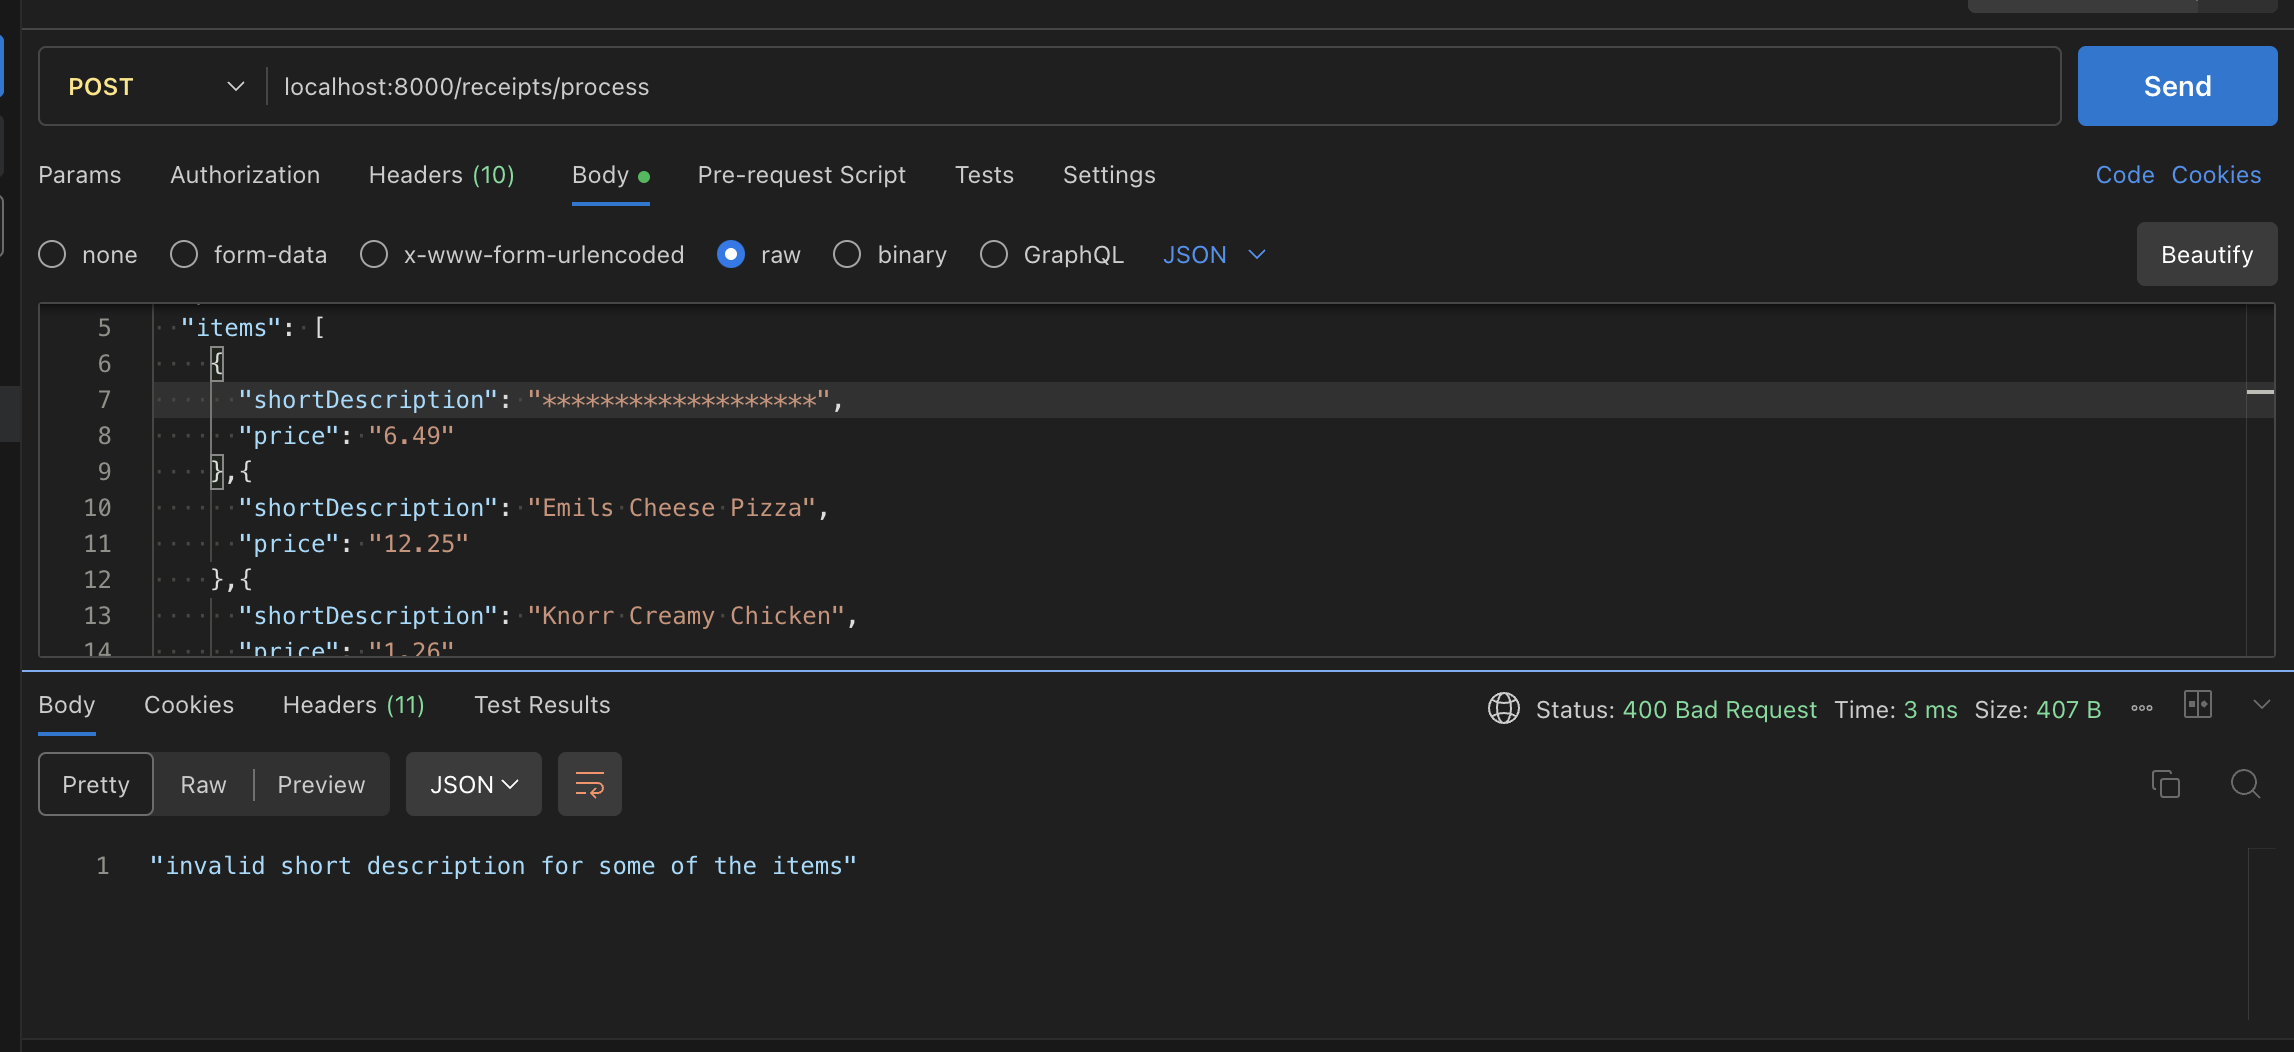 POST localhost:8000/receipts/process Send
Params Authorization Headers (10) Body Pre-request Script Tests Settings Code Cookies
none form-data x-www-form-urlencoded raw binary GraphQL JSON Beautify
5 "items": [
6 {
7 "shortDescription": "*******************",
8 "price": "6.49"
9 },{
10 "shortDescription": "Emils Cheese Pizza",
11 "price": "12.25"
12 },{
13 "shortDescription": "Knorr Creamy Chicken",
14 "price": "1.26"
Body Cookies Headers (11) Test Results Status: 400 Bad Request Time: 3 ms Size: 407 B
Pretty Raw Preview JSON
1 "invalid short description for some of the items"